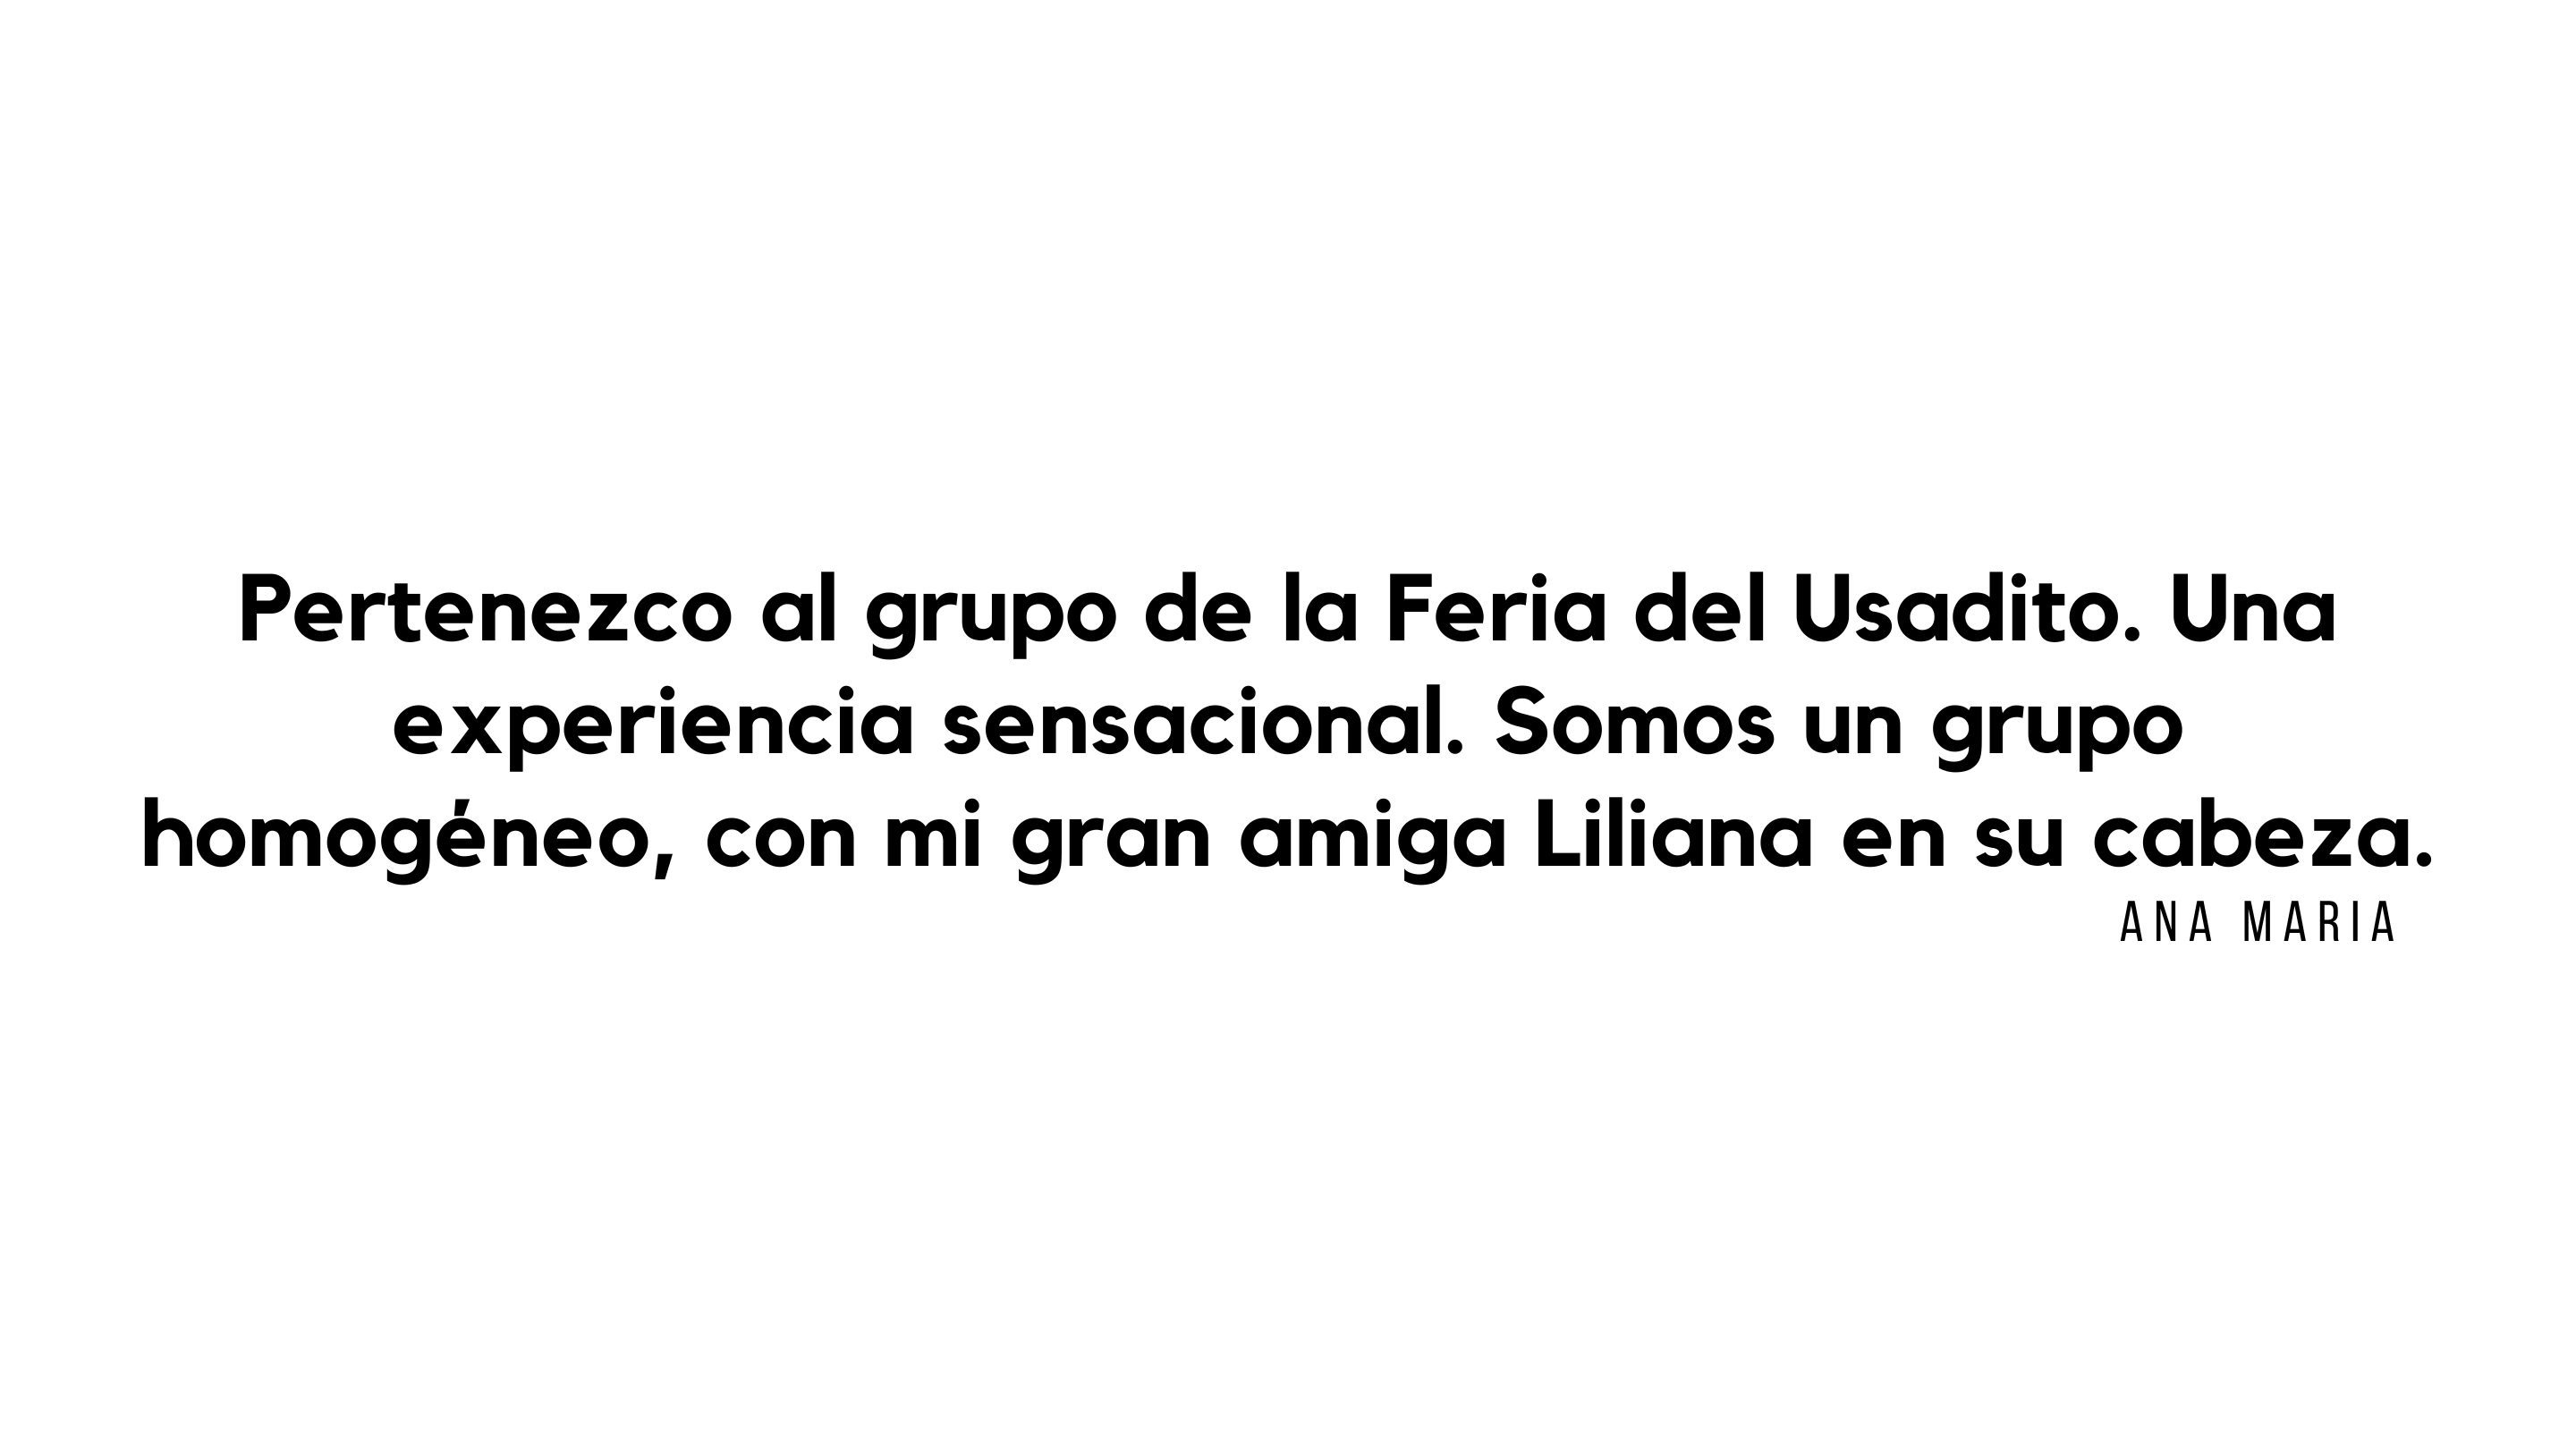 Pertenezco al grupo de la Feria del Usadito. Una
experiencia sensacional. Somos un grupo
homogéneo, con mi gran amiga Liliana en su cabeza.
ANA MARIA